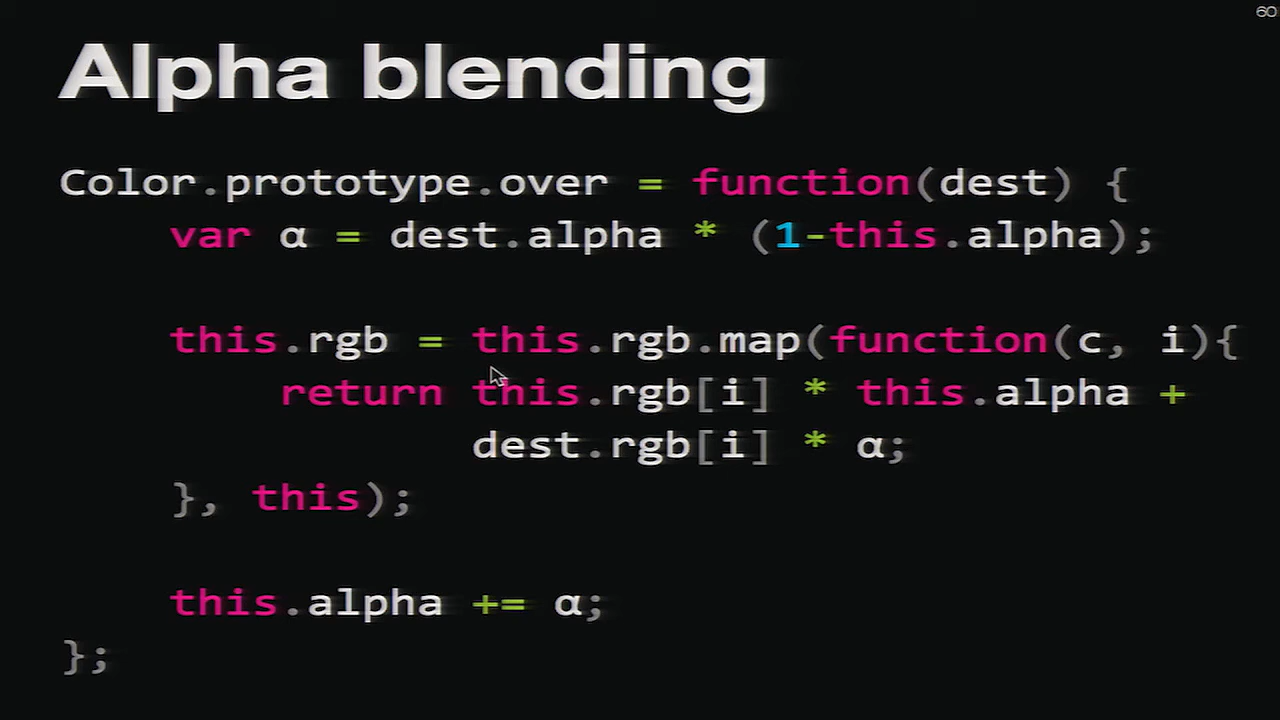 60
Alpha blending
Color.prototype.over = function(dest) {
var α = dest.alpha * (1-this.alpha);
this.rgb = this.rgb.map(function(c, i){
return this.rgb[i] * this.alpha +
dest.rgb[i] * α;
}, this);
this.alpha += α;
};